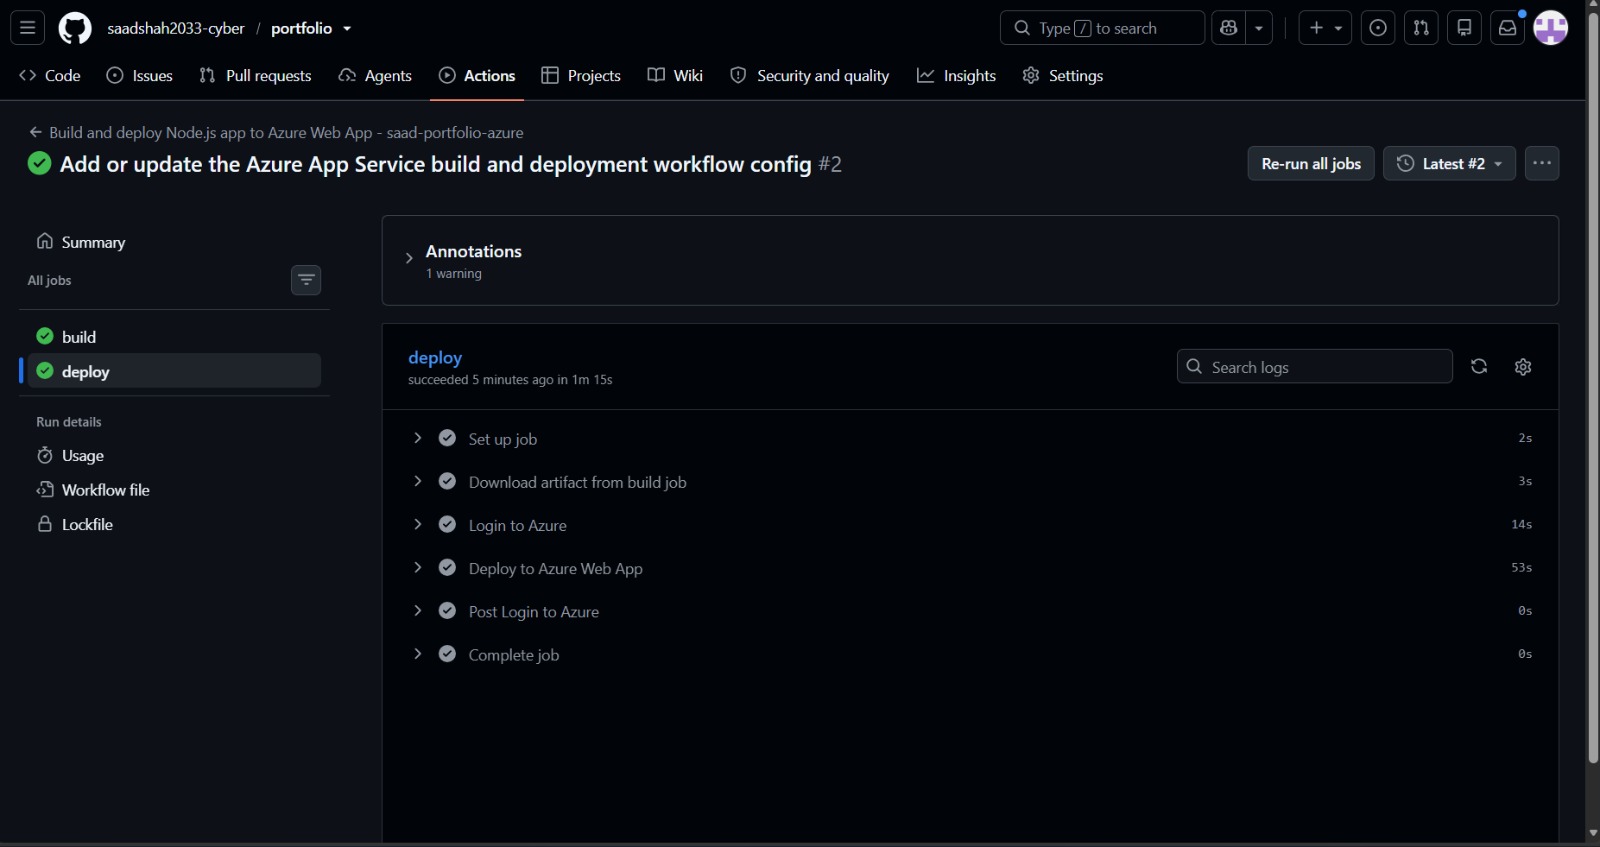 saadshah2033-cyber / portfolio
Type / to search
Code Issues Pull requests Agents Actions Projects Wiki Security and quality Insights Settings
Build and deploy Node.js app to Azure Web App - saad-portfolio-azure
Add or update the Azure App Service build and deployment workflow config #2
Re-run all jobs
Latest #2
Summary
All jobs
build
deploy
Run details
Usage
Workflow file
Lockfile
Annotations
1 warning
deploy
succeeded 5 minutes ago in 1m 15s
Search logs
Set up job 2s
Download artifact from build job 3s
Login to Azure 14s
Deploy to Azure Web App 53s
Post Login to Azure 0s
Complete job 0s